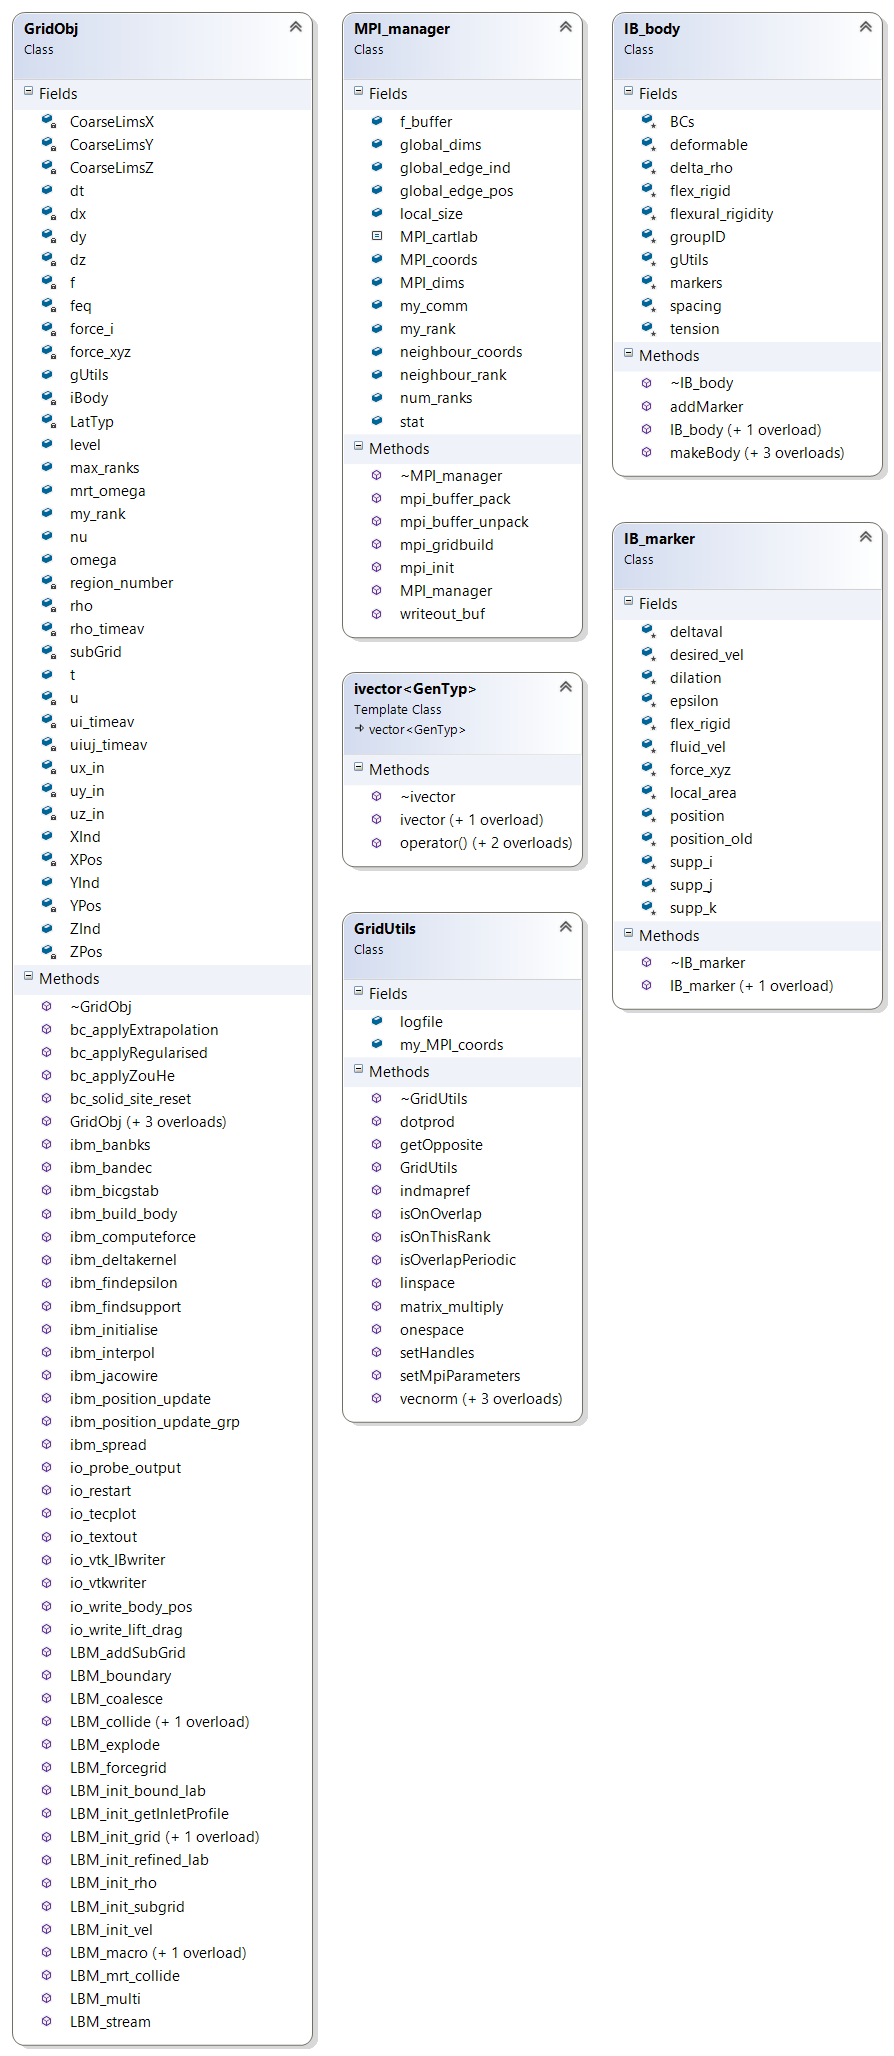 GridObj
Class
Fields
CoarseLimsX
CoarseLimsY
CoarseLimsZ
dt
dx
dy
dz
f
feq
force_i
force_xyz
gUtils
iBody
LatTyp
level
max_ranks
mrt_omega
my_rank
nu
omega
region_number
rho
rho_timeav
subGrid
t
u
ui_timeav
uiuj_timeav
ux_in
uy_in
uz_in
XInd
XPos
YInd
YPos
ZInd
ZPos
Methods
~GridObj
bc_applyExtrapolation
bc_applyRegularised
bc_applyZouHe
bc_solid_site_reset
GridObj (+ 3 overloads)
ibm_banbks
ibm_bandec
ibm_bicgstab
ibm_build_body
ibm_computeforce
ibm_deltakernel
ibm_findepsilon
ibm_findsupport
ibm_initialise
ibm_interpol
ibm_jacowire
ibm_position_update
ibm_position_update_grp
ibm_spread
io_probe_output
io_restart
io_tecplot
io_textout
io_vtk_IBwriter
io_vtkwriter
io_write_body_pos
io_write_lift_drag
LBM_addSubGrid
LBM_boundary
LBM_coalesce
LBM_collide (+ 1 overload)
LBM_explode
LBM_forcegrid
LBM_init_bound_lab
LBM_init_getInletProfile
LBM_init_grid (+ 1 overload)
LBM_init_refined_lab
LBM_init_rho
LBM_init_subgrid
LBM_init_vel
LBM_macro (+ 1 overload)
LBM_mrt_collide
LBM_multi
LBM_stream
MPI_manager
Class
Fields
f_buffer
global_dims
global_edge_ind
global_edge_pos
local_size
MPI_cartlab
MPI_coords
MPI_dims
my_comm
my_rank
neighbour_coords
neighbour_rank
num_ranks
stat
Methods
~MPI_manager
mpi_buffer_pack
mpi_buffer_unpack
mpi_gridbuild
mpi_init
MPI_manager
writeout_buf
ivector<GenTyp>
Template Class
vector<GenTyp>
Methods
~ivector
ivector (+ 1 overload)
operator() (+ 2 overloads)
GridUtils
Class
Fields
logfile
my_MPI_coords
Methods
~GridUtils
dotprod
getOpposite
GridUtils
indmapref
isOnOverlap
isOnThisRank
isOverlapPeriodic
linspace
matrix_multiply
onespace
setHandles
setMpiParameters
vecnorm (+ 3 overloads)
IB_body
Class
Fields
BCs
deformable
delta_rho
flex_rigid
flexural_rigidity
groupID
gUtils
markers
spacing
tension
Methods
~IB_body
addMarker
IB_body (+ 1 overload)
makeBody (+ 3 overloads)
IB_marker
Class
Fields
deltaval
desired_vel
dilation
epsilon
flex_rigid
fluid_vel
force_xyz
local_area
position
position_old
supp_i
supp_j
supp_k
Methods
~IB_marker
IB_marker (+ 1 overload)